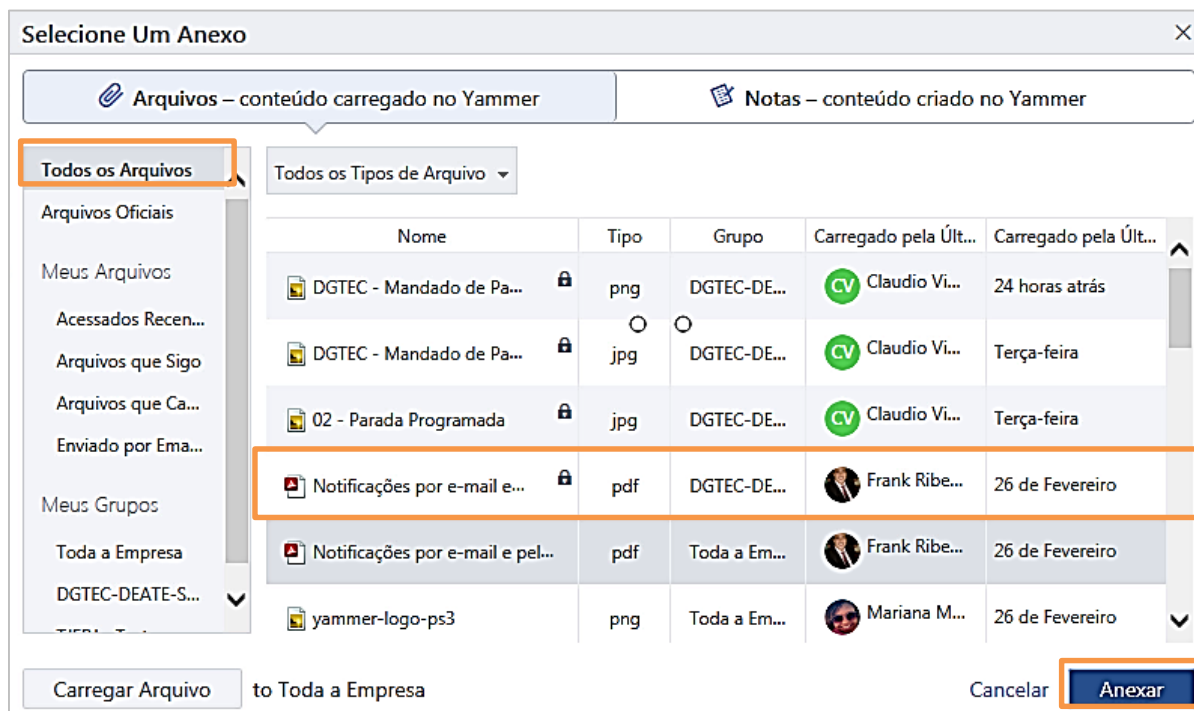 Selecione Um Anexo
Arquivos – conteúdo carregado no Yammer
Notas – conteúdo criado no Yammer
Todos os Arquivos
Arquivos Oficiais
Meus Arquivos
Acessados Recen...
Arquivos que Sigo
Arquivos que Ca...
Enviado por Ema...
Meus Grupos
Toda a Empresa
DGTEC-DEATE-S...
Todos os Tipos de Arquivo
Nome Tipo Grupo Carregado pela Últ... Carregado pela Últ...
DGTEC - Mandado de Pa... png DGTEC-DE... CV Claudio Vi... 24 horas atrás
DGTEC - Mandado de Pa... jpg DGTEC-DE... CV Claudio Vi... Terça-feira
02 - Parada Programada jpg DGTEC-DE... CV Claudio Vi... Terça-feira
Notificações por e-mail e... pdf DGTEC-DE... Frank Ribe... 26 de Fevereiro
Notificações por e-mail e pel... pdf Toda a Em... Frank Ribe... 26 de Fevereiro
yammer-logo-ps3 png Toda a Em... Mariana M... 26 de Fevereiro
Carregar Arquivo to Toda a Empresa Cancelar Anexar